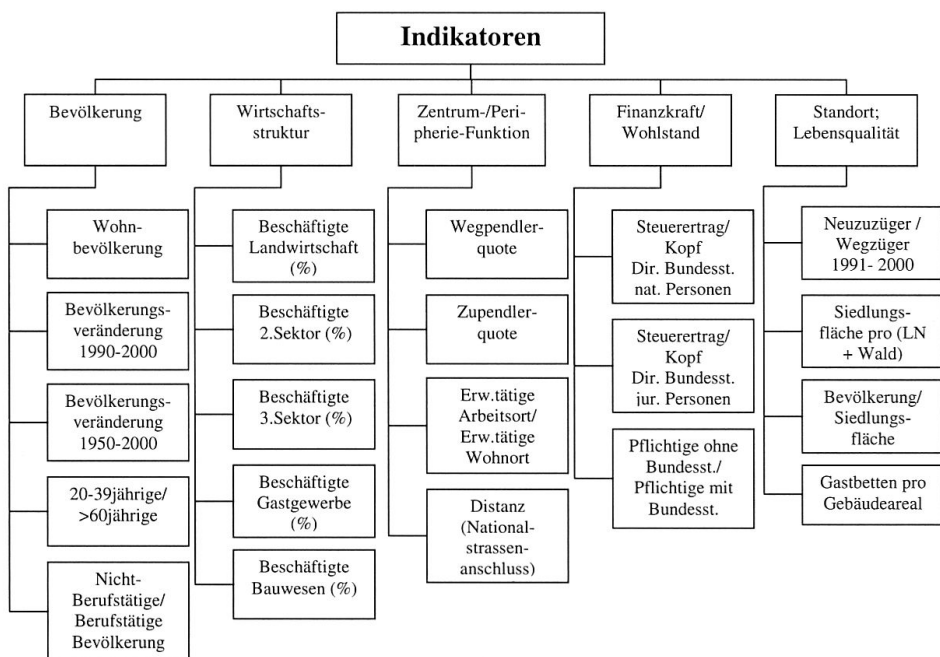 Indikatoren
Bevölkerung
Wohn-
bevölkerung
Bevölkerungs-
veränderung
1990-2000
Bevölkerungs-
veränderung
1950-2000
20-39jährige/
>60jährige
Nicht-
Berufstätige/
Berufstätige
Bevölkerung
Wirtschafts-
struktur
Beschäftigte
Landwirtschaft
(%)
Beschäftigte
2.Sektor (%)
Beschäftigte
3.Sektor (%)
Beschäftigte
Gastgewerbe
(%)
Beschäftigte
Bauwesen (%)
Zentrum-/Peri-
pherie-Funktion
Wegpendler-
quote
Zupendler-
quote
Erw.tätige
Arbeitsort/
Erw.tätige
Wohnort
Distanz
(National-
strassen-
anschluss)
Finanzkraft/
Wohlstand
Steuerertrag/
Kopf
Dir. Bundesst.
nat. Personen
Steuerertrag/
Kopf
Dir. Bundesst.
jur. Personen
Pflichtige ohne
Bundesst./
Pflichtige mit
Bundesst.
Standort;
Lebensqualität
Neuzuzüger /
Wegzüger
1991- 2000
Siedlungs-
fläche pro (LN
+ Wald)
Bevölkerung/
Siedlungs-
fläche
Gastbetten pro
Gebäudeareal